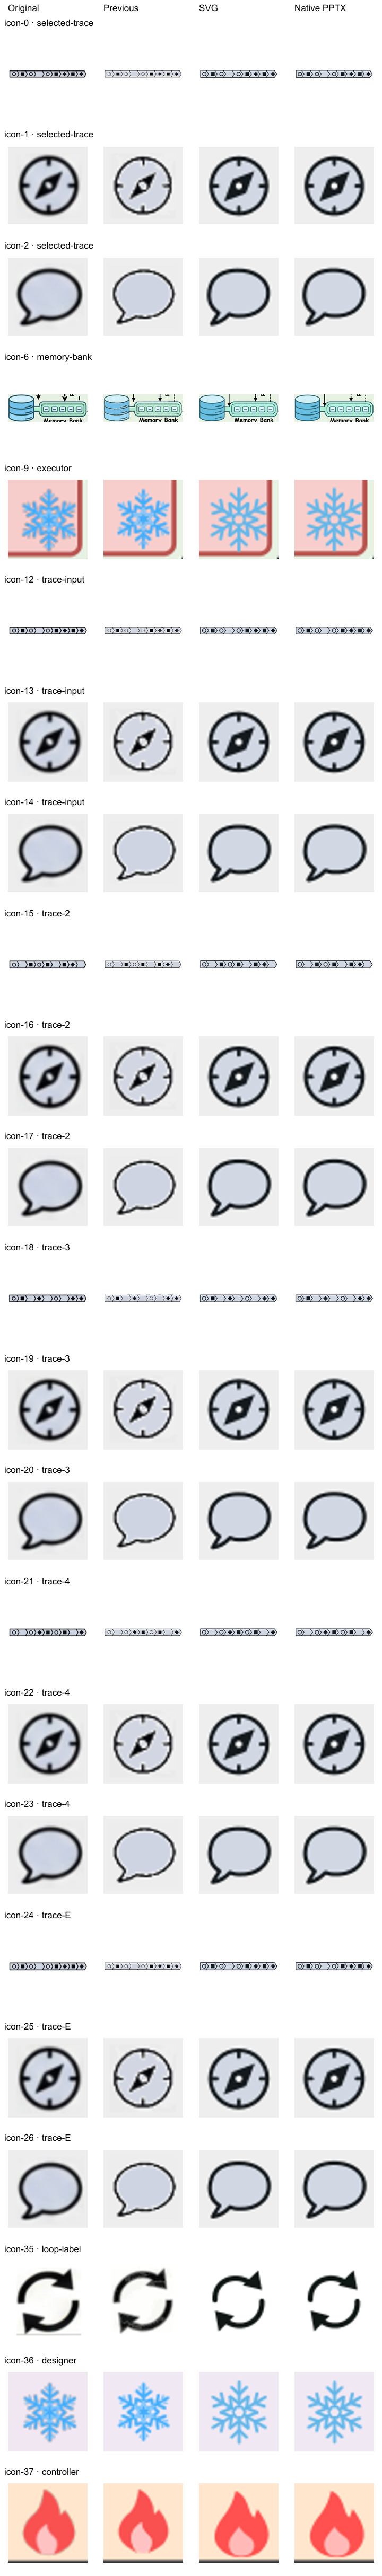 Original Previous SVG Native PPTX
icon-0 · selected-trace
icon-1 · selected-trace
icon-2 · selected-trace
icon-6 · memory-bank
Memory Bank Memory Bank Memory Bank Memory Bank
icon-9 · executor
icon-12 · trace-input
icon-13 · trace-input
icon-14 · trace-input
icon-15 · trace-2
icon-16 · trace-2
icon-17 · trace-2
icon-18 · trace-3
icon-19 · trace-3
icon-20 · trace-3
icon-21 · trace-4
icon-22 · trace-4
icon-23 · trace-4
icon-24 · trace-E
icon-25 · trace-E
icon-26 · trace-E
icon-35 · loop-label
icon-36 · designer
icon-37 · controller